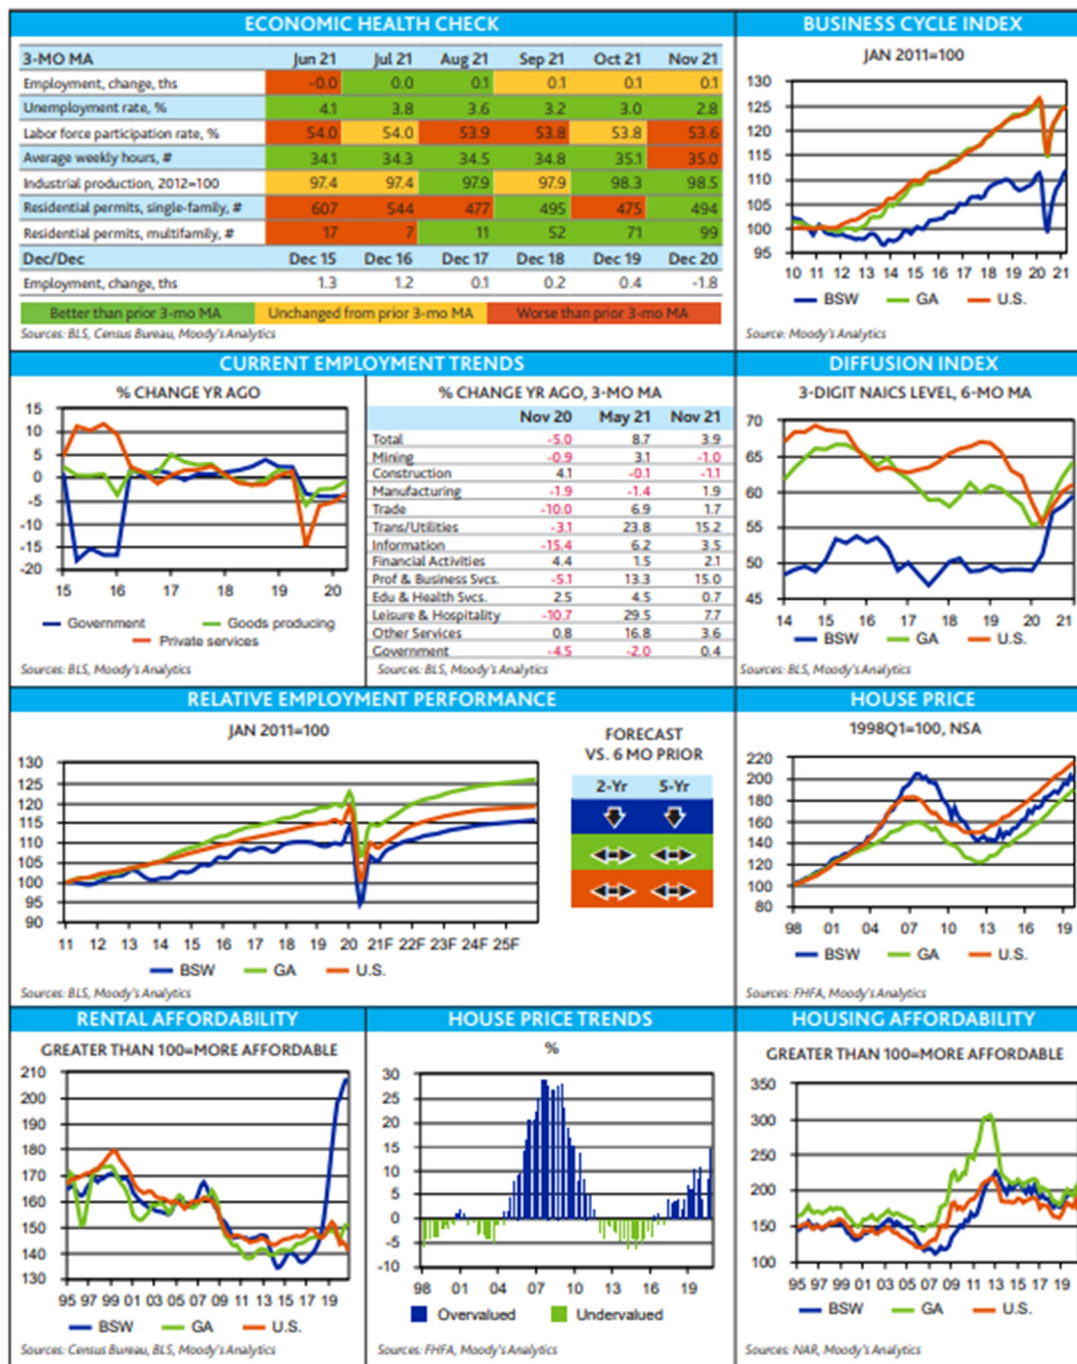 ECONOMIC HEALTH CHECK
3-MO MA Jun 21 Jul 21 Aug 21 Sep 21 Oct 21 Nov 21
Employment, change, ths -0.0 0.0 0.1 0.1 0.1 0.1
Unemployment rate, % 4.1 3.8 3.6 3.2 3.0 2.8
Labor force participation rate, % 54.0 54.0 53.9 53.8 53.8 53.6
Average weekly hours, # 34.1 34.3 34.5 34.8 35.1 35.0
Industrial production, 2012=100 97.4 97.4 97.9 97.9 98.3 98.5
Residential permits, single-family, # 607 544 477 495 475 494
Residential permits, multifamily, # 17 7 11 52 71 99
Dec/Dec Dec 15 Dec 16 Dec 17 Dec 18 Dec 19 Dec 20
Employment, change, ths 1.3 1.2 0.1 0.2 0.4 -1.8
Better than prior 3-mo MA Unchanged from prior 3-mo MA Worse than prior 3-mo MA
Sources: BLS, Census Bureau, Moody's Analytics
BUSINESS CYCLE INDEX
JAN 2011=100
130
125
120
115
110
105
100
95
10 11 12 13 14 15 16 17 18 19 20 21
BSW GA U.S.
Source: Moody's Analytics
CURRENT EMPLOYMENT TRENDS
% CHANGE YR AGO
15
10
5
0
-5
-10
-15
-20
15 16 17 18 19 20
Government Goods producing
Private services
Sources: BLS, Moody's Analytics
% CHANGE YR AGO, 3-MO MA
Nov 20 May 21 Nov 21
Total -5.0 8.7 3.9
Mining -0.9 3.1 -1.0
Construction 4.1 -0.1 -1.1
Manufacturing -1.9 -1.4 1.9
Trade -10.0 6.9 1.7
Trans/Utilities -3.1 23.8 15.2
Information -15.4 6.2 3.5
Financial Activities 4.4 1.5 2.1
Prof & Business Svcs. -5.1 13.3 15.0
Edu & Health Svcs. 2.5 4.5 0.7
Leisure & Hospitality -10.7 29.5 7.7
Other Services 0.8 16.8 3.6
Government -4.5 -2.0 0.4
Sources: BLS, Moody's Analytics
DIFFUSION INDEX
3-DIGIT NAICS LEVEL, 6-MO MA
70
65
60
55
50
45
14 15 16 17 18 19 20 21
BSW GA U.S.
Sources: BLS, Moody's Analytics
RELATIVE EMPLOYMENT PERFORMANCE
JAN 2011=100
130
125
120
115
110
105
100
95
90
11 12 13 14 15 16 17 18 19 20 21F 22F 23F 24F 25F
BSW GA U.S.
Sources: BLS, Moody's Analytics
FORECAST
VS. 6 MO PRIOR
2-Yr 5-Yr
HOUSE PRICE
1998Q1=100, NSA
220
200
180
160
140
120
100
80
98 01 04 07 10 13 16 19
BSW GA U.S.
Sources: FHFA, Moody's Analytics
RENTAL AFFORDABILITY
GREATER THAN 100=MORE AFFORDABLE
210
200
190
180
170
160
150
140
130
95 97 99 01 03 05 07 09 11 13 15 17 19
BSW GA U.S.
Sources: Census Bureau, BLS, Moody's Analytics
HOUSE PRICE TRENDS
%
30
25
20
15
10
5
0
-5
-10
98 01 04 07 10 13 16 19
Overvalued Undervalued
Sources: FHFA, Moody's Analytics
HOUSING AFFORDABILITY
GREATER THAN 100=MORE AFFORDABLE
350
300
250
200
150
100
95 97 99 01 03 05 07 09 11 13 15 17 19
BSW GA U.S.
Sources: NAR, Moody's Analytics